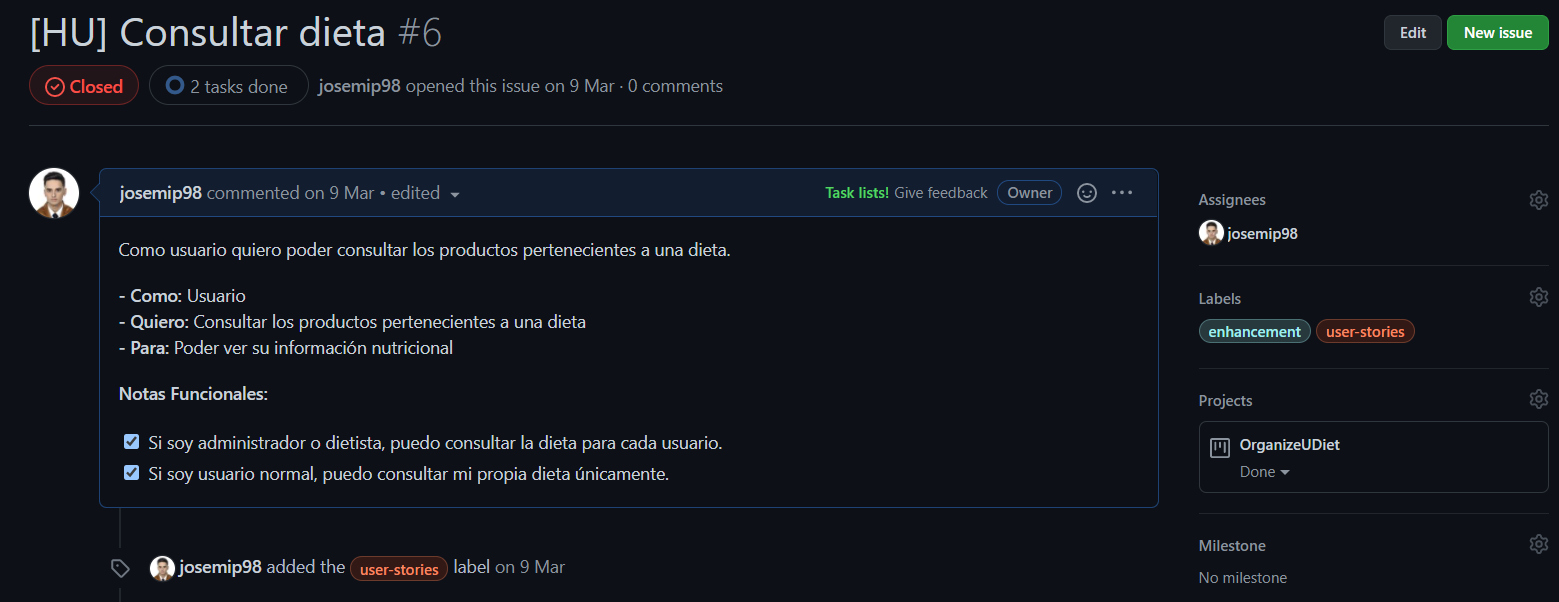 [HU] Consultar dieta #6
Edit
New issue
Closed
2 tasks done
josemip98 opened this issue on 9 Mar · 0 comments
josemip98 commented on 9 Mar • edited
Task lists! Give feedback
Owner
Como usuario quiero poder consultar los productos pertenecientes a una dieta.
- Como: Usuario
- Quiero: Consultar los productos pertenecientes a una dieta
- Para: Poder ver su información nutricional
Notas Funcionales:
Si soy administrador o dietista, puedo consultar la dieta para cada usuario.
Si soy usuario normal, puedo consultar mi propia dieta únicamente.
josemip98 added the user-stories label on 9 Mar
Assignees
josemip98
Labels
enhancement user-stories
Projects
OrganizeUDiet
Done
Milestone
No milestone